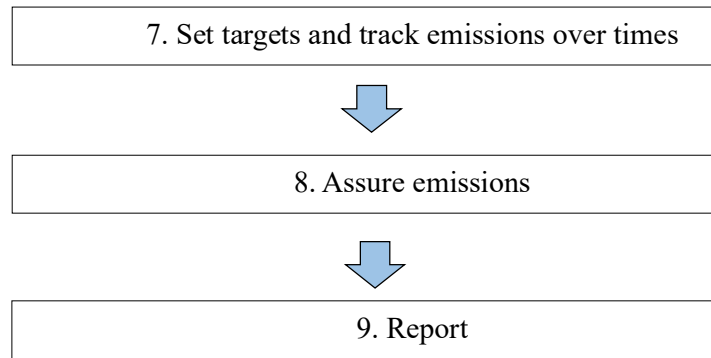 7. Set targets and track emissions over times
8. Assure emissions
9. Report